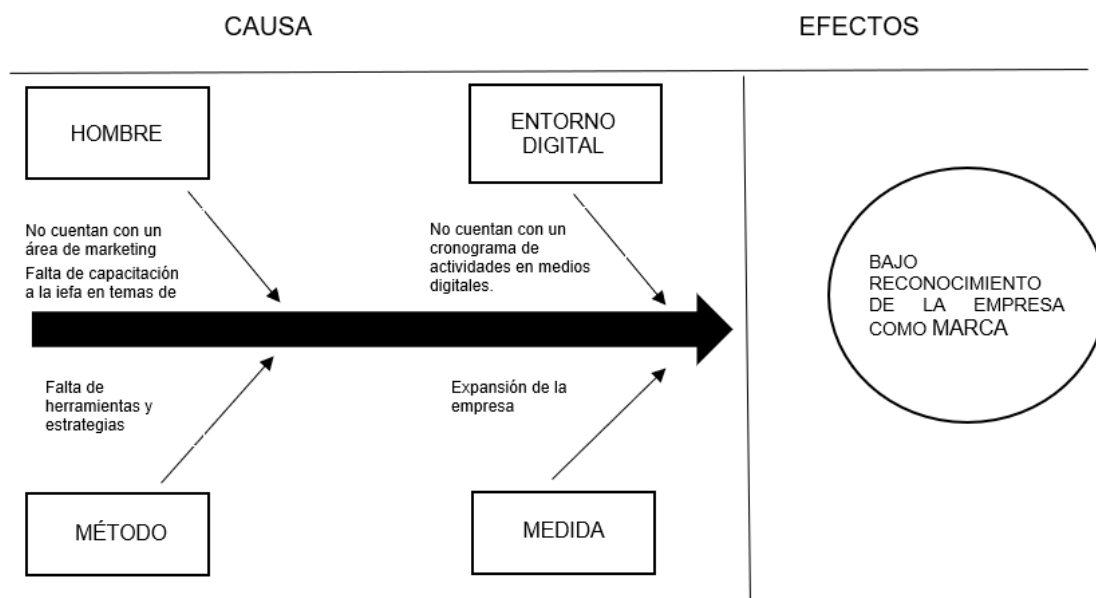 CAUSA
EFECTOS
HOMBRE
ENTORNO
DIGITAL
No cuentan con un
área de marketing
Falta de capacitación
a la iefa en temas de
No cuentan con un
cronograma de
actividades en medios
digitales.
BAJO
RECONOCIMIENTO
DE LA EMPRESA
COMO MARCA
Falta de
herramientas y
estrategias
Expansión de la
empresa
MÉTODO
MEDIDA